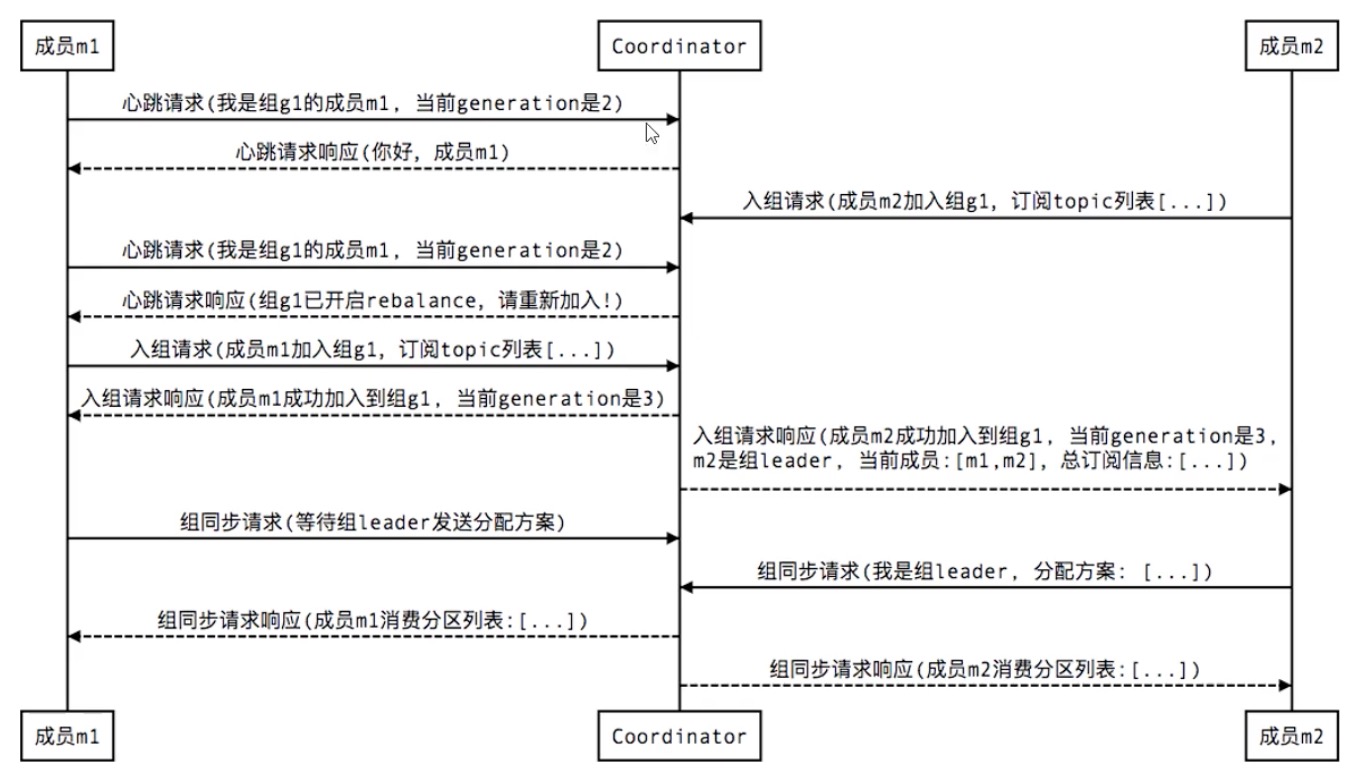 成员m1
Coordinator
成员m2
心跳请求(我是组g1的成员m1, 当前generation是2)
心跳请求响应(你好, 成员m1)
入组请求(成员m2加入组g1, 订阅topic列表[...])
心跳请求(我是组g1的成员m1, 当前generation是2)
心跳请求响应(组g1已开启rebalance, 请重新加入!)
入组请求(成员m1加入组g1, 订阅topic列表[...])
入组请求响应(成员m1成功加入到组g1, 当前generation是3)
入组请求响应(成员m2成功加入到组g1, 当前generation是3,
m2是组leader, 当前成员:[m1,m2], 总订阅信息:[...])
组同步请求(等待组leader发送分配方案)
组同步请求(我是组leader, 分配方案: [...])
组同步请求响应(成员m1消费分区列表:[...])
组同步请求响应(成员m2消费分区列表:[...])
成员m1
Coordinator
成员m2